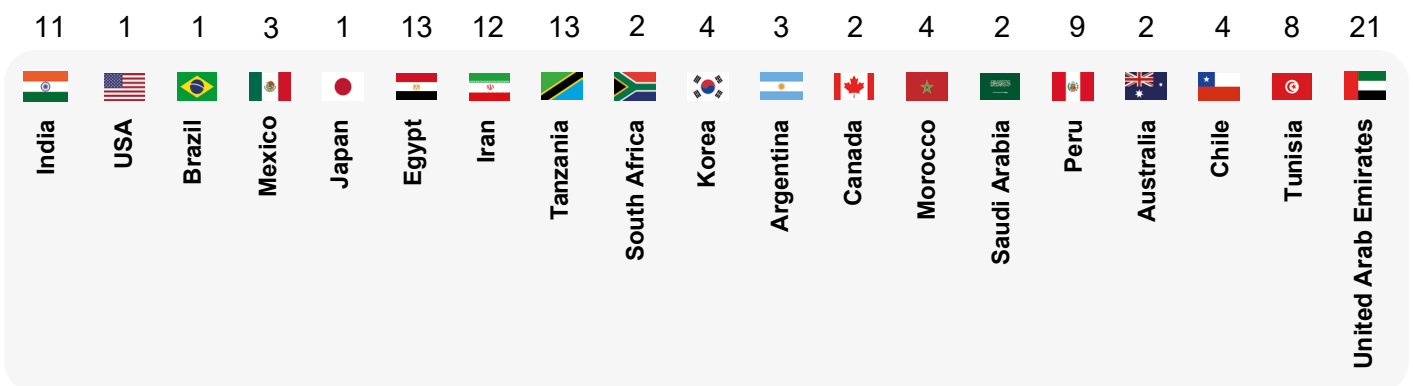 11 1 1 3 1 13 12 13 2 4 3 2 4 2 9 2 4 8 21
India
USA
Brazil
Mexico
Japan
Egypt
Iran
Tanzania
South Africa
Korea
Argentina
Canada
Morocco
Saudi Arabia
Peru
Australia
Chile
Tunisia
United Arab Emirates